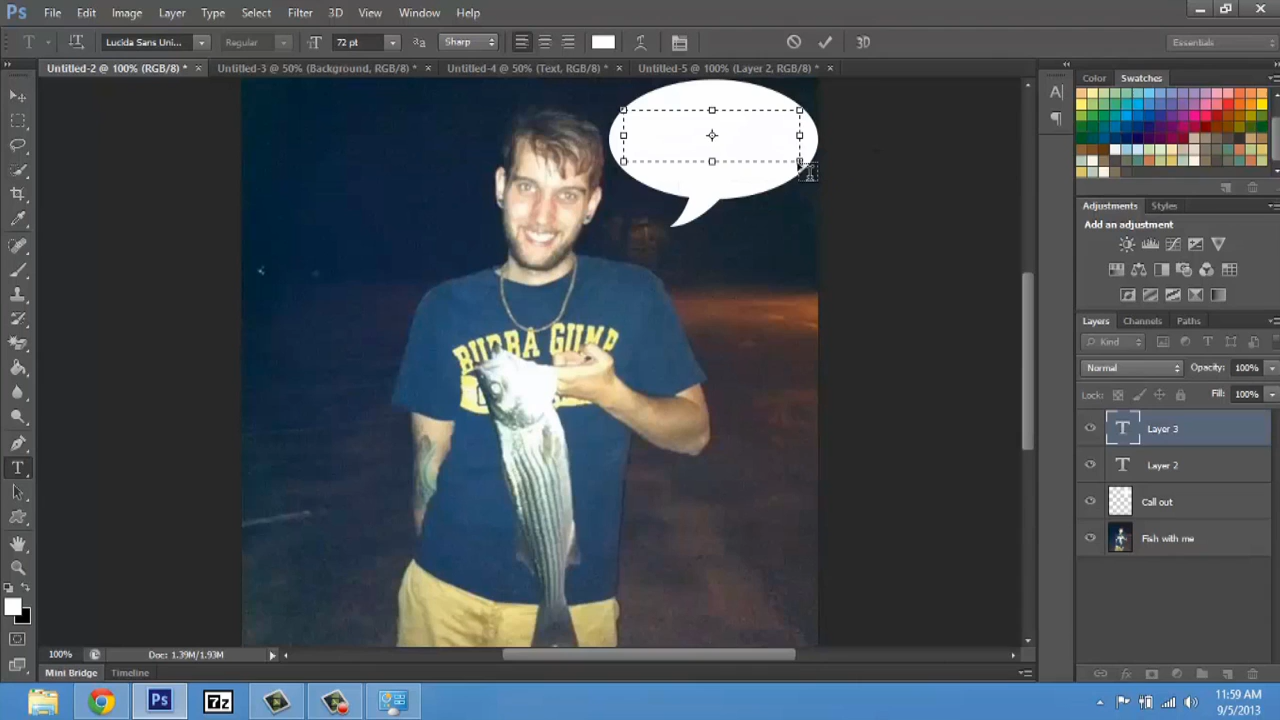 Ps File Edit Image Layer Type Select Filter 3D View Window Help
T Lucida Sans Uni... Regular 72 pt aa Sharp 3D Essentials
Untitled-2 @ 100% (RGB/8) * × Untitled-3 @ 50% (Background, RGB/8) * × Untitled-4 @ 50% (Text, RGB/8) * × Untitled-5 @ 100% (Layer 2, RGB/8) * ×
Color Swatches
Adjustments Styles
Add an adjustment
BUBBA GUMP
Layers Channels Paths
Kind
Normal Opacity: 100%
Lock: Fill: 100%
Layer 3
Layer 2
Call out
Fish with me
100% Doc: 1.39M/1.93M
Mini Bridge Timeline
Ps 7z
11:59 AM
9/5/2013